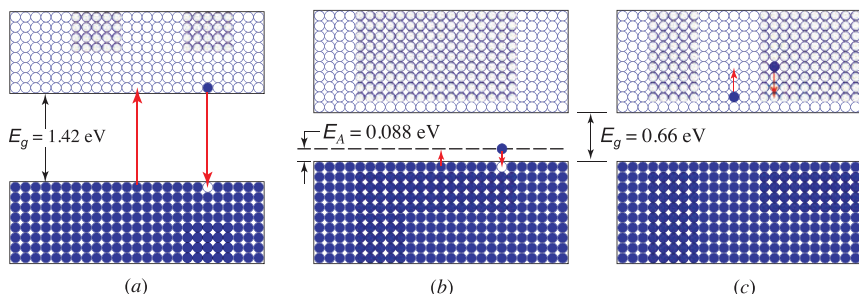 E_g = 1.42 eV
E_A = 0.088 eV
E_g = 0.66 eV
(a)
(b)
(c)